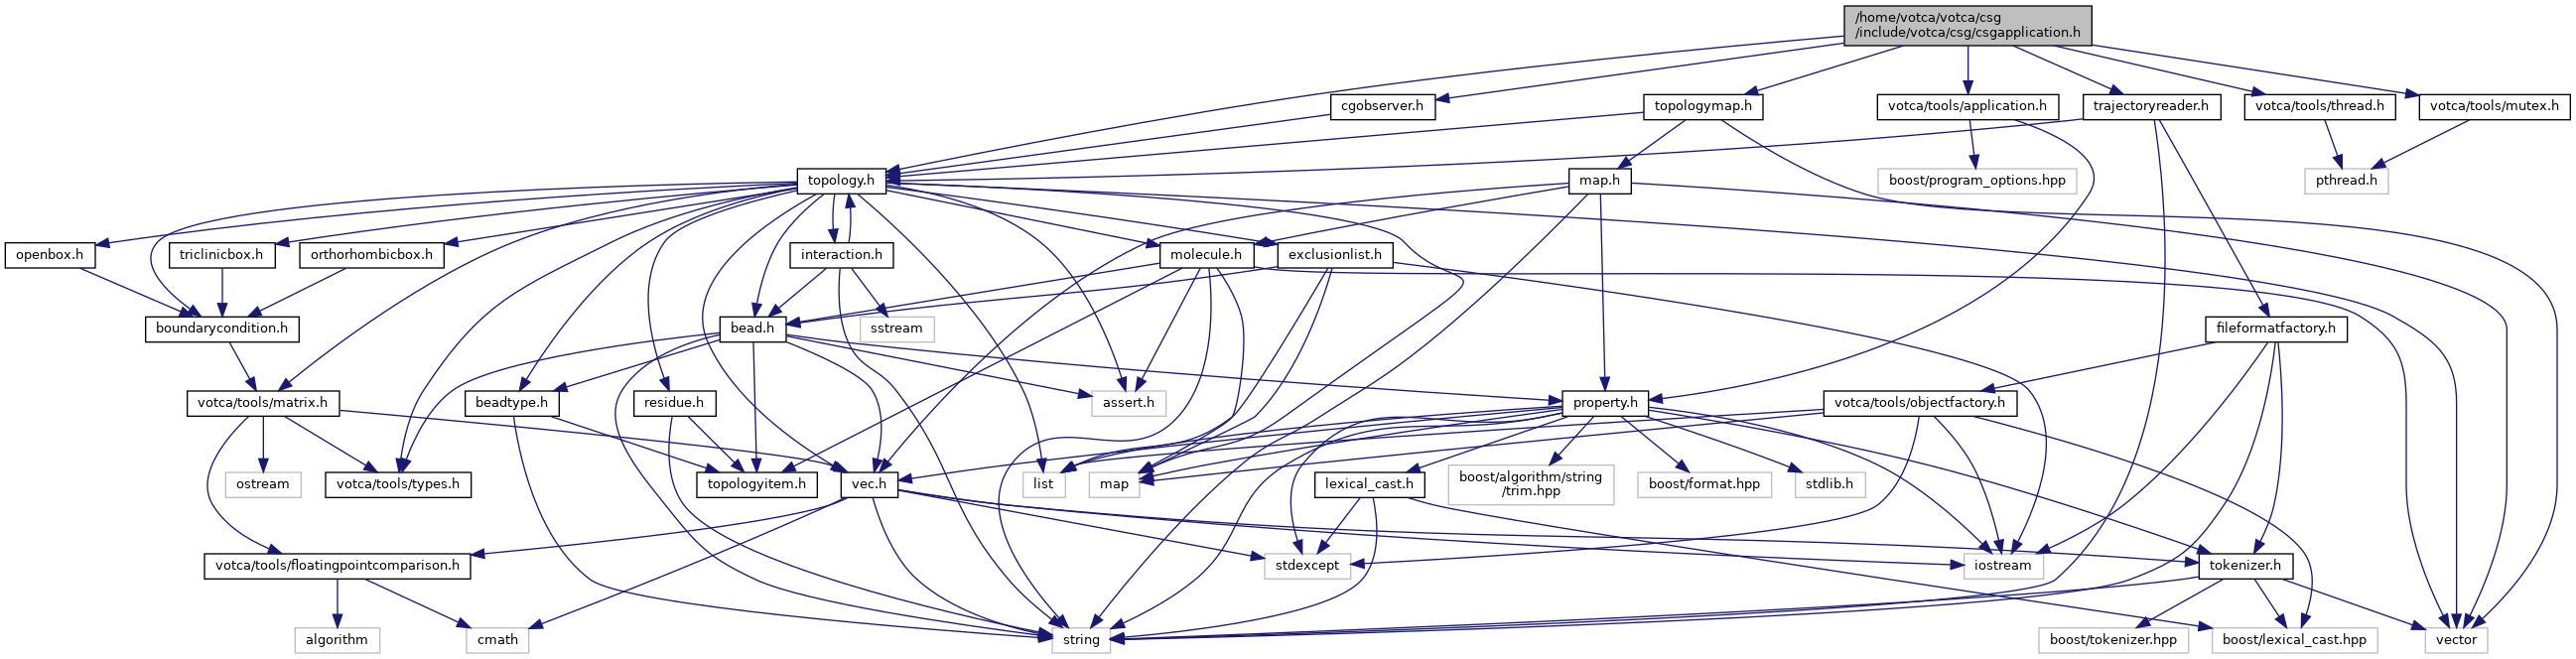 /home/votca/votca/csg
/include/votca/csg/csgapplication.h
cgobserver.h
topologymap.h
votca/tools/application.h
trajectoryreader.h
votca/tools/thread.h
votca/tools/mutex.h
topology.h
map.h
boost/program_options.hpp
pthread.h
openbox.h
triclinicbox.h
orthorhombicbox.h
interaction.h
molecule.h
exclusionlist.h
boundarycondition.h
bead.h
sstream
fileformatfactory.h
votca/tools/matrix.h
beadtype.h
residue.h
assert.h
property.h
votca/tools/objectfactory.h
ostream
votca/tools/types.h
topologyitem.h
vec.h
list
map
lexical_cast.h
boost/algorithm/string
/trim.hpp
boost/format.hpp
stdlib.h
votca/tools/floatingpointcomparison.h
stdexcept
iostream
tokenizer.h
algorithm
cmath
string
boost/tokenizer.hpp
boost/lexical_cast.hpp
vector